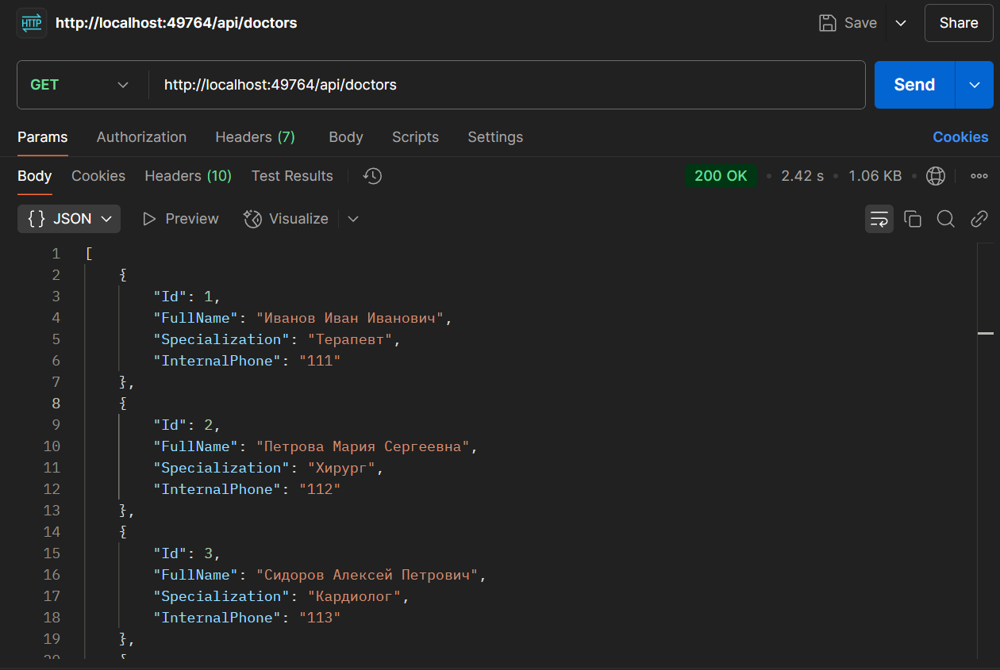 HTTP http://localhost:49764/api/doctors Save Share
GET http://localhost:49764/api/doctors Send
Params Authorization Headers (7) Body Scripts Settings Cookies
Body Cookies Headers (10) Test Results 200 OK • 2.42 s • 1.06 KB •
{} JSON Preview Visualize
1 [
2 {
3 "Id": 1,
4 "FullName": "Иванов Иван Иванович",
5 "Specialization": "Терапевт",
6 "InternalPhone": "111"
7 },
8 {
9 "Id": 2,
10 "FullName": "Петрова Мария Сергеевна",
11 "Specialization": "Хирург",
12 "InternalPhone": "112"
13 },
14 {
15 "Id": 3,
16 "FullName": "Сидоров Алексей Петрович",
17 "Specialization": "Кардиолог",
18 "InternalPhone": "113"
19 },